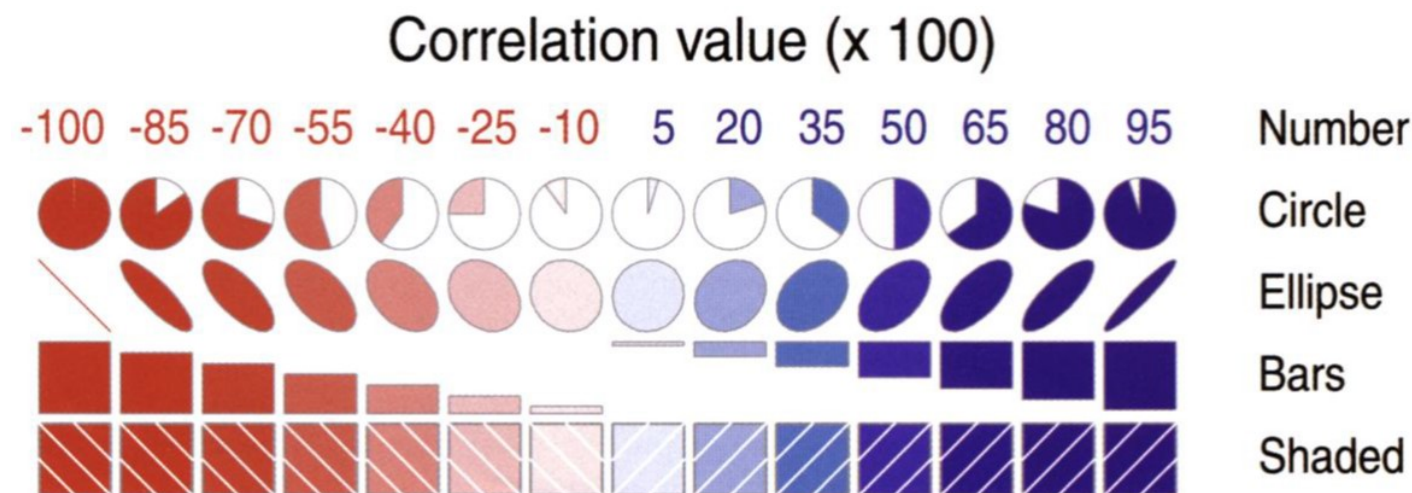 Correlation value (x 100)
-100 -85 -70 -55 -40 -25 -10 5 20 35 50 65 80 95 Number
Circle
Ellipse
Bars
Shaded